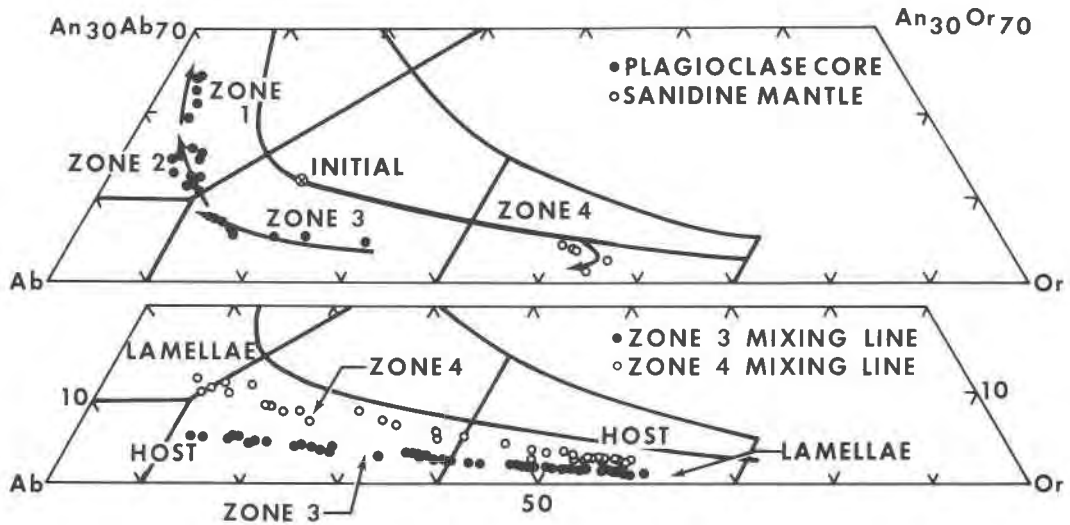 An30Ab70
An30Or70
ZONE 1
● PLAGIOCLASE CORE
○ SANIDINE MANTLE
ZONE 2
INITIAL
ZONE 3
ZONE 4
Ab
Or
LAMELLAE
● ZONE 3 MIXING LINE
○ ZONE 4 MIXING LINE
ZONE 4
10
10
HOST
HOST
LAMELLAE
Ab
Or
ZONE 3
50